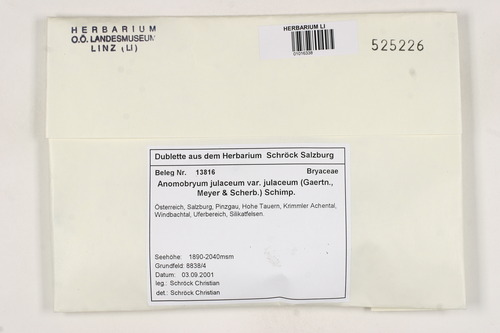 HERBARIUM
O.Ö. LANDESMUSEUM
LINZ (LI)
HERBARIUM LI
01016338
525226
Dublette aus dem Herbarium Schröck Salzburg
Beleg Nr. 13816 Bryaceae
Anomobryum julaceum var. julaceum (Gaertn.,
Meyer & Scherb.) Schimp.
Österreich, Salzburg, Pinzgau, Hohe Tauern, Krimmler Achental,
Windbachtal, Uferbereich, Silikatfelsen.
Seehöhe: 1890-2040msm
Grundfeld: 8838/4
Datum: 03.09.2001
leg.: Schröck Christian
det.: Schröck Christian